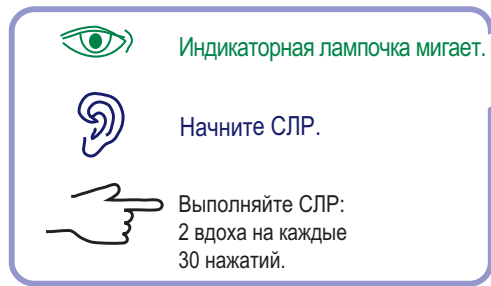 Индикаторная лампочка мигает.
Начните СЛР.
Выполняйте СЛР:
2 вдоха на каждые
30 нажатий.